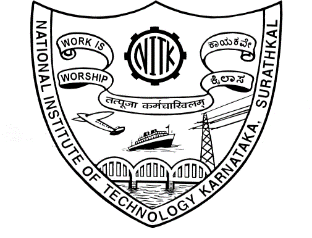 NITK
WORK IS
WORSHIP
ಕಾಯಕವೇ
ಕೈಲಾಸ
तत्पूजा कर्मचाखिलम्
NATIONAL INSTITUTE OF TECHNOLOGY KARNATAKA, SURATHKAL